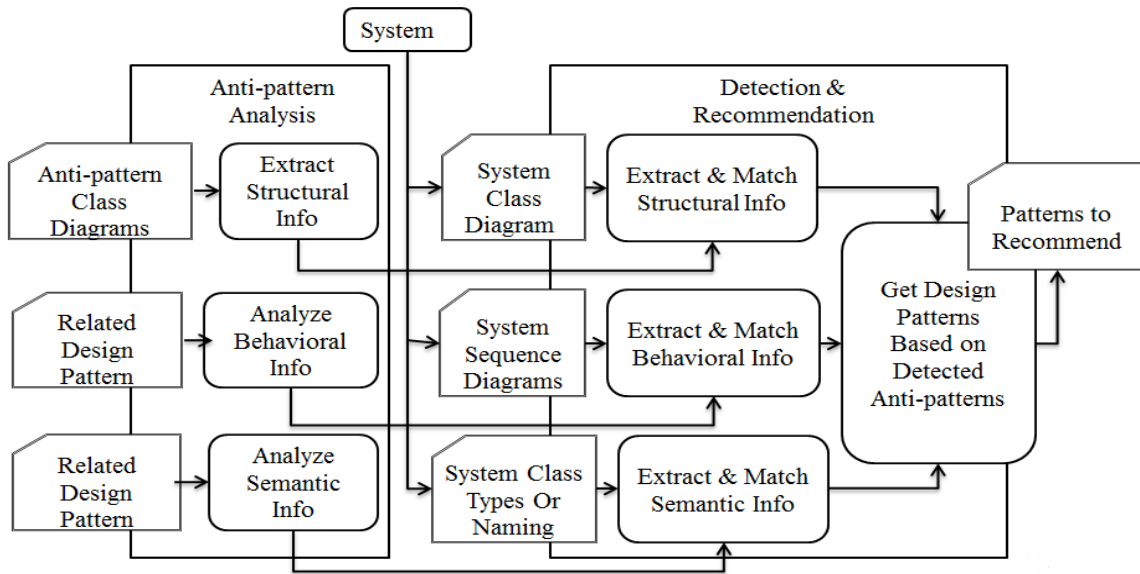 System
Anti-pattern
Analysis
Detection &
Recommendation
Anti-pattern
Class
Diagrams
Extract
Structural
Info
System
Class
Diagram
Extract & Match
Structural Info
Patterns to
Recommend
Related
Design
Pattern
Analyze
Behavioral
Info
System
Sequence
Diagrams
Extract & Match
Behavioral Info
Get Design
Patterns
Based on
Detected
Anti-patterns
Related
Design
Pattern
Analyze
Semantic
Info
System Class
Types Or
Naming
Extract & Match
Semantic Info